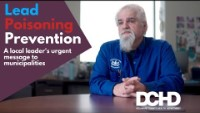 Lead
Poisoning
Prevention
A local leader's urgent
message to
municipalities
DCHD